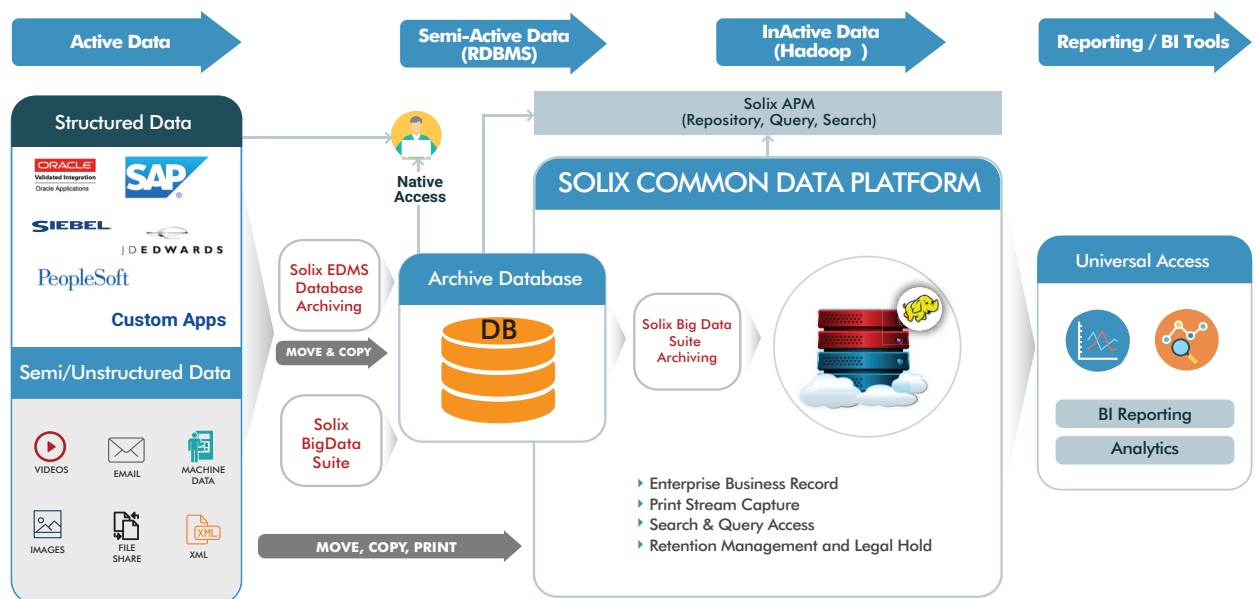 Active Data
Semi-Active Data
(RDBMS)
InActive Data
(Hadoop )
Reporting / BI Tools
Structured Data
ORACLE
Validated Integration
Oracle Applications
SAP
®
SIEBEL
JDEDWARDS
PeopleSoft
Custom Apps
Semi/Unstructured Data
VIDEOS
EMAIL
MACHINE
DATA
IMAGES
FILE
SHARE
XML
XML
Native
Access
Solix EDMS
Database
Archiving
MOVE & COPY
Solix
BigData
Suite
MOVE, COPY, PRINT
Archive Database
DB
Solix APM
(Repository, Query, Search)
SOLIX COMMON DATA PLATFORM
Solix Big Data
Suite
Archiving
Enterprise Business Record
Print Stream Capture
Search & Query Access
Retention Management and Legal Hold
Universal Access
BI Reporting
Analytics